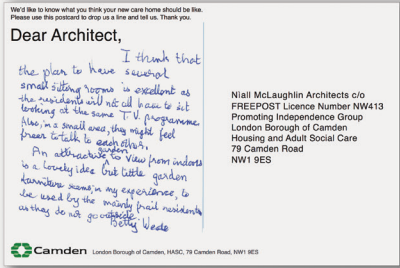 We'd like to know what you think your new care home should be like.
Please use this postcard to drop us a line and tell us. Thank you.
Dear Architect,
I think that
the plan to have several
small sitting rooms is excellent as
the residents will not all have to sit
looking at the same T.V. programme.
Also, in a small area, they might feel
freer to talk to each other.
An attractive garden to view from indoors
is a lovely idea but little garden
furniture seems, in my experience, to
be used by the mainly frail residents
as they do not go outside.
Betty Wade
Niall McLaughlin Architects c/o
FREEPOST Licence Number NW413
Promoting Independence Group
London Borough of Camden
Housing and Adult Social Care
79 Camden Road
NW1 9ES
Camden
London Borough of Camden, HASC, 79 Camden Road, NW1 9ES